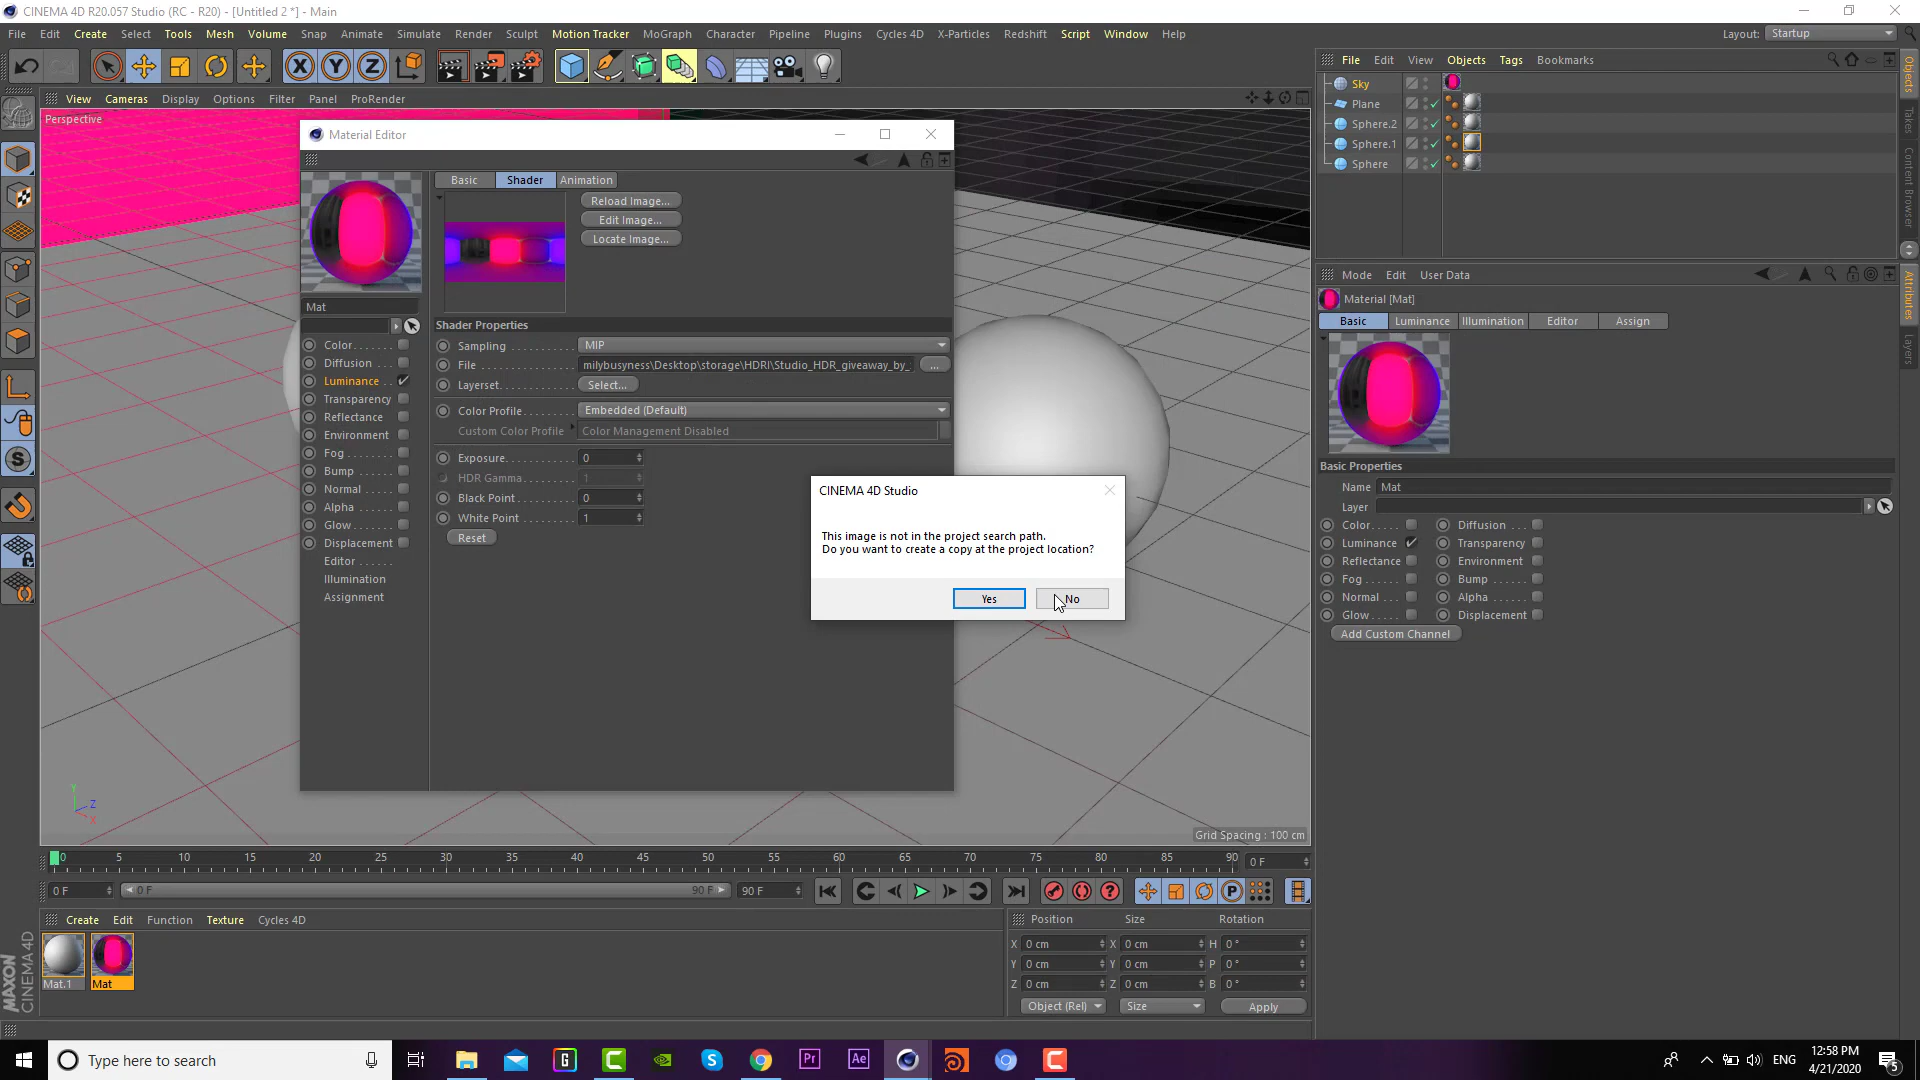 CINEMA 4D R20.057 Studio (RC - R20) - [Untitled 2 *] - Main
File Edit Create Select Tools Mesh Volume Snap Animate Simulate Render Sculpt Motion Tracker MoGraph Character Pipeline Plugins Cycles 4D X-Particles Redshift Script Window Help
Layout: Startup
View Cameras Display Options Filter Panel ProRender
Perspective
Material Editor
Basic Shader Animation
Reload Image...
Edit Image...
Locate Image...
Mat
Shader Properties
Sampling MIP
File milybusyness\Desktop\storage\HDRI\Studio_HDR_giveaway_by_ ...
Layerset Select...
Color Profile Embedded (Default)
Custom Color Profile Color Management Disabled
Exposure 0
HDR Gamma 1
Black Point 0
White Point 1
Reset
Color
Diffusion
Luminance
Transparency
Reflectance
Environment
Fog
Bump
Normal
Alpha
Glow
Displacement
Editor
Illumination
Assignment
CINEMA 4D Studio
This image is not in the project search path.
Do you want to create a copy at the project location?
Yes No
Grid Spacing : 100 cm
Y
Z
X
File Edit View Objects Tags Bookmarks
Sky
Plane
Sphere.2
Sphere.1
Sphere
Objects
Takes
Content Browser
Attributes
Layers
Mode Edit User Data
Material [Mat]
Basic Luminance Illumination Editor Assign
Basic Properties
Name Mat
Layer
Color Diffusion
Luminance Transparency
Reflectance Environment
Fog Bump
Normal Alpha
Glow Displacement
Add Custom Channel
0 5 10 15 20 25 30 35 40 45 50 55 60 65 70 75 80 85 90 0 F
0 F 0 F 90 F 90 F
Create Edit Function Texture Cycles 4D
Mat.1 Mat
MAXON
CINEMA 4D
Position Size Rotation
X 0 cm X 0 cm H 0 °
Y 0 cm Y 0 cm P 0 °
Z 0 cm Z 0 cm B 0 °
Object (Rel) Size Apply
Type here to search
ENG
12:58 PM
4/21/2020
5